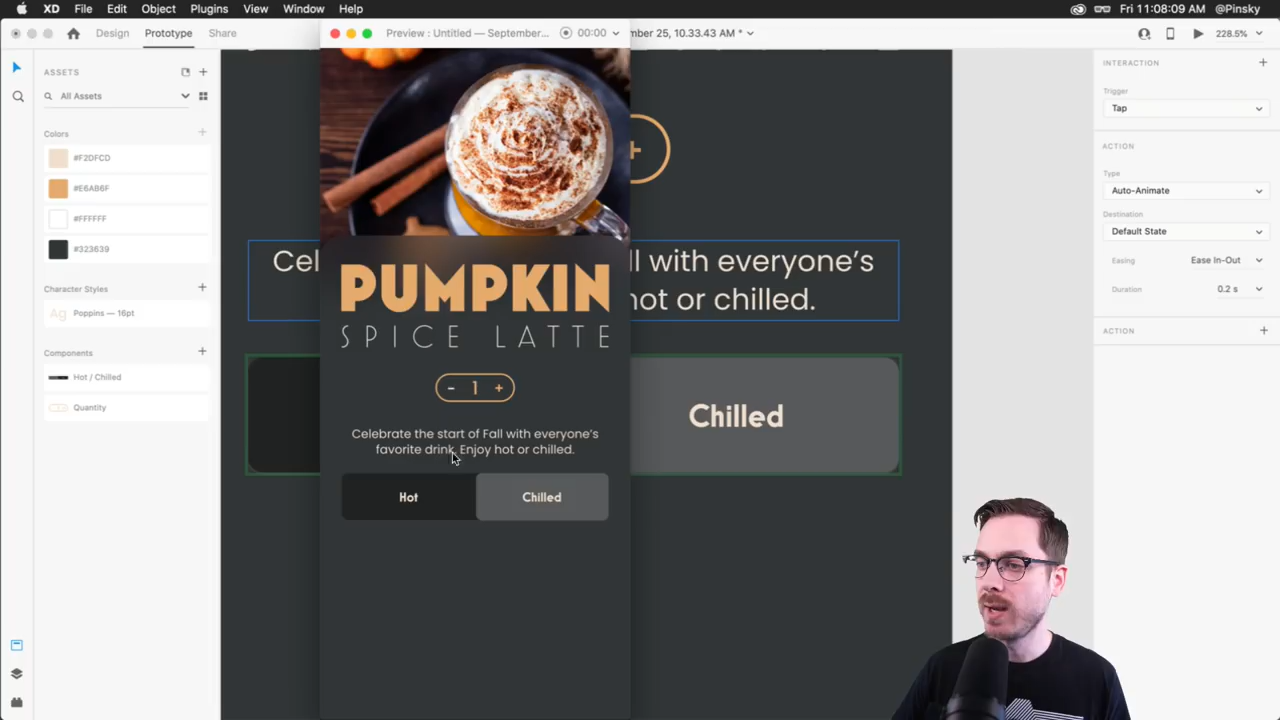 XD File Edit Object Plugins View Window Help
Fri 11:08:09 AM @Pinsky
Design Prototype Share
Preview : Untitled — September... 00:00
mber 25, 10.33.43 AM *
228.5%
ASSETS
All Assets
Colors
#F2DFCD
#E6AB6F
#FFFFFF
#323639
Character Styles
Ag Poppins — 16pt
Components
Hot / Chilled
Quantity
PUMPKIN
SPICE LATTE
- 1 +
Celebrate the start of Fall with everyone's
favorite drink. Enjoy hot or chilled.
Hot Chilled
+
Cel ll with everyone's
hot or chilled.
Chilled
INTERACTION
Trigger
Tap
ACTION
Type
Auto-Animate
Destination
Default State
Easing Ease In-Out
Duration 0.2 s
ACTION